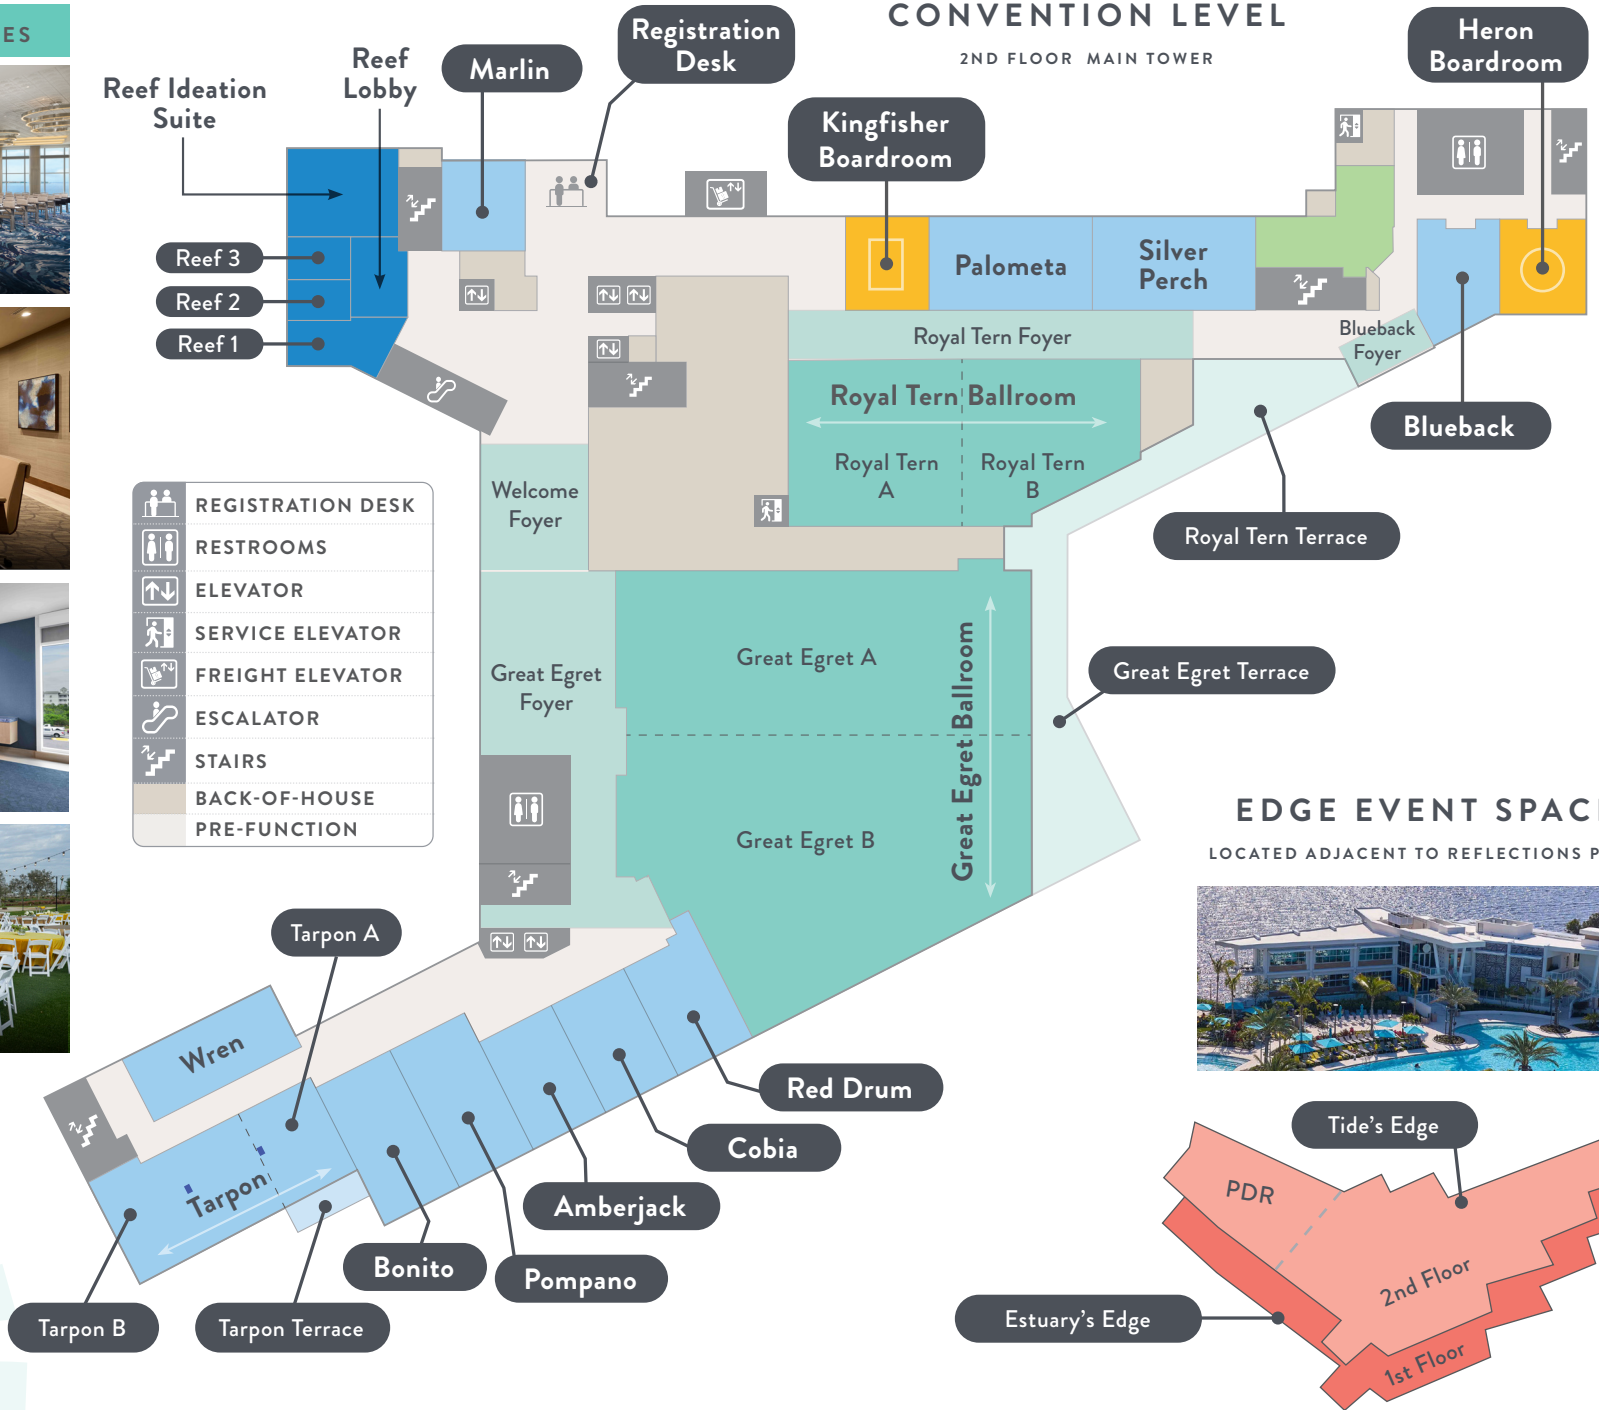 ES
CONVENTION LEVEL
2ND FLOOR MAIN TOWER
Reef Ideation
Suite
Reef
Lobby
Marlin
Registration
Desk
Kingfisher
Boardroom
Heron
Boardroom
Reef 3
Reef 2
Reef 1
Palometa
Silver
Perch
Royal Tern Foyer
Blueback
Foyer
Royal Tern Ballroom
Royal Tern
A
Royal Tern
B
Blueback
Welcome
Foyer
Royal Tern Terrace
REGISTRATION DESK
RESTROOMS
ELEVATOR
SERVICE ELEVATOR
FREIGHT ELEVATOR
ESCALATOR
STAIRS
BACK-OF-HOUSE
PRE-FUNCTION
Great Egret
Foyer
Great Egret A
Great Egret Ballroom
Great Egret B
Great Egret Terrace
EDGE EVENT SPAC
LOCATED ADJACENT TO REFLECTIONS P
Tarpon A
Wren
Tarpon
Red Drum
Cobia
Amberjack
Pompano
Bonito
Tarpon Terrace
Tarpon B
Tide's Edge
PDR
2nd Floor
Estuary's Edge
1st Floor